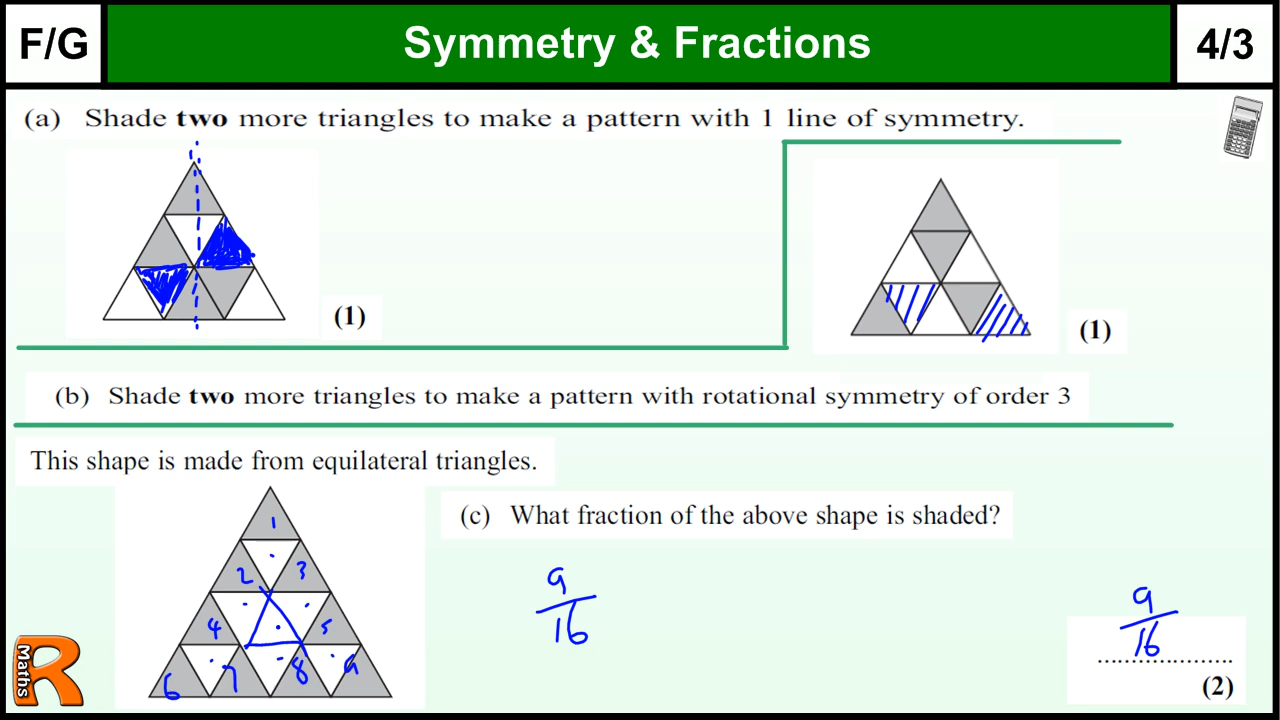 F/G
Symmetry & Fractions
4/3
(a) Shade two more triangles to make a pattern with 1 line of symmetry.
(1)
(1)
(b) Shade two more triangles to make a pattern with rotational symmetry of order 3
This shape is made from equilateral triangles.
(c) What fraction of the above shape is shaded?
1
2 3
4 5
6 7 8 9
9
16
9
16
....................
(2)
R
Maths